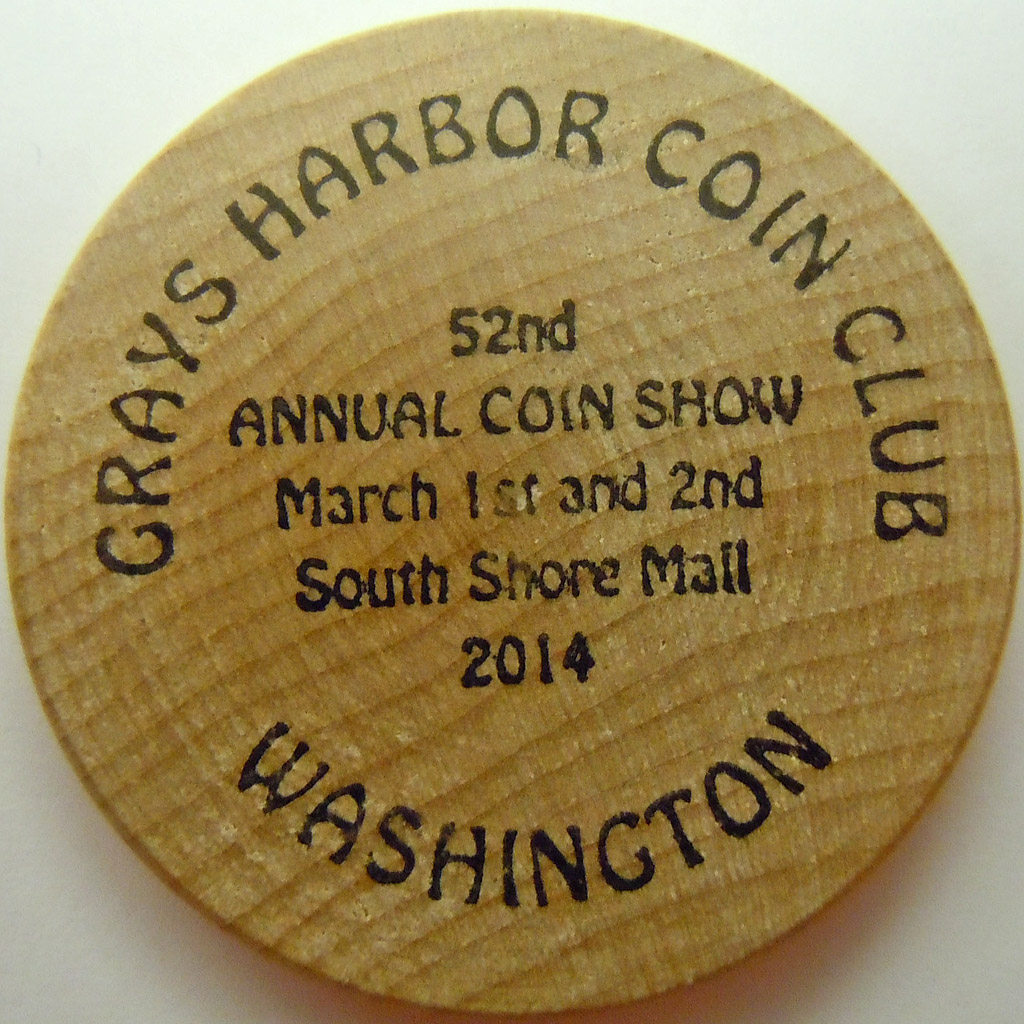 GRAYS HARBOR COIN CLUB
52nd
ANNUAL COIN SHOW
March 1st and 2nd
South Shore Mall
2014
WASHINGTON